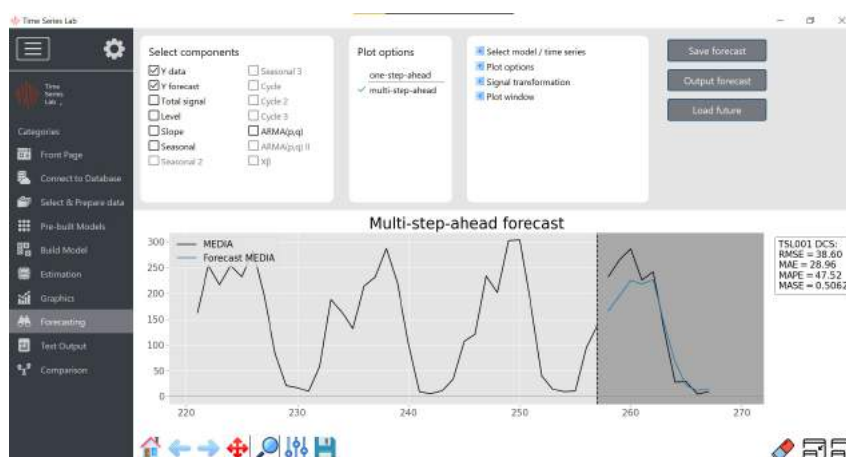 Time Series Lab
Time
Series
Lab
Categories
Front Page
Connect to Database
Select & Prepare data
Pre-built Models
Build Model
Estimation
Graphics
Forecasting
Text Output
Comparison
Select components
Y data
Y forecast
Total signal
Level
Slope
Seasonal
Seasonal 2
Seasonal 3
Cycle
Cycle 2
Cycle 3
ARMA(p,q)
ARMA(p,q) II
Xβ
Plot options
one-step-ahead
multi-step-ahead
Select model / time series
Plot options
Signal transformation
Plot window
Save forecast
Output forecast
Load future
Multi-step-ahead forecast
MEDIA
Forecast MEDIA
300
250
200
150
100
50
0
220
230
240
250
260
270
TSL001 DCS:
RMSE = 38.60
MAE = 28.96
MAPE = 47.52
MASE = 0.5062